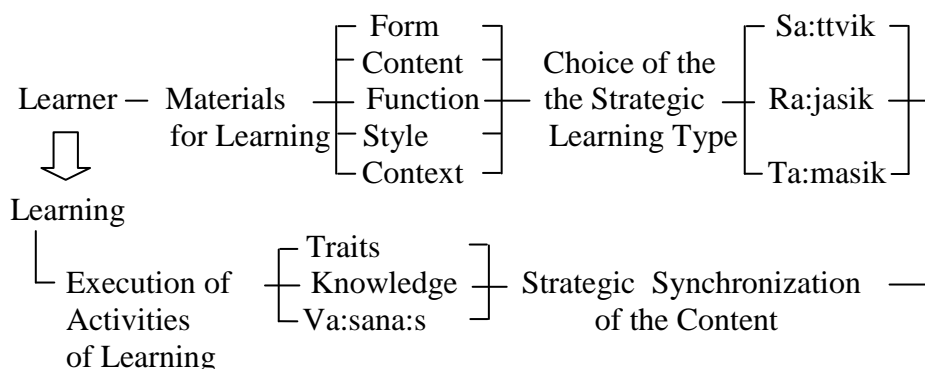 Form
Content
Function
Style
Context
Learner
Materials
for Learning
Choice of the
the Strategic
Learning Type
Sa:ttvik
Ra:jasik
Ta:masik
Learning
Execution of
Activities
of Learning
Traits
Knowledge
Va:sana:s
Strategic Synchronization
of the Content